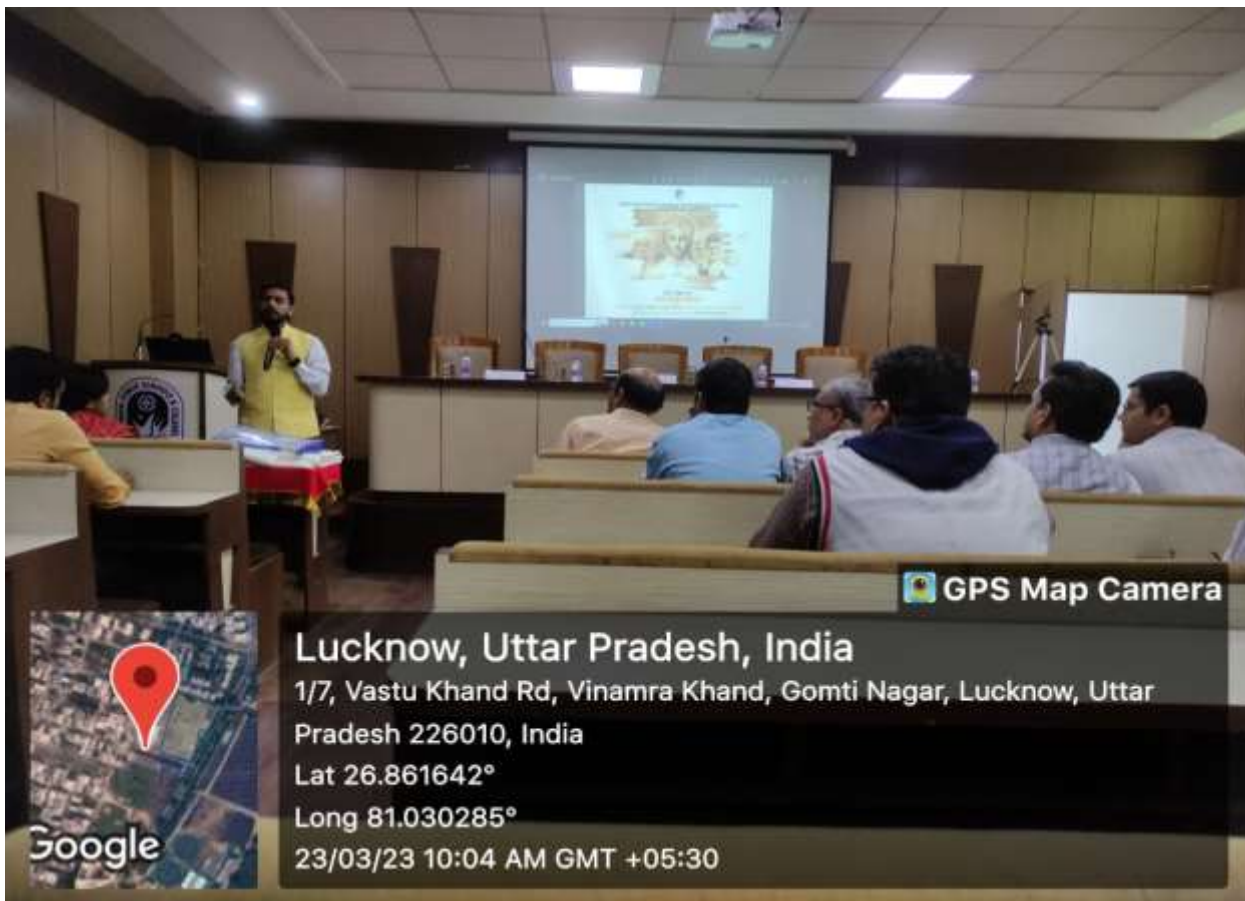 GPS Map Camera
Lucknow, Uttar Pradesh, India
1/7, Vastu Khand Rd, Vinamra Khand, Gomti Nagar, Lucknow, Uttar
Pradesh 226010, India
Lat 26.861642°
Long 81.030285°
23/03/23 10:04 AM GMT +05:30
Google